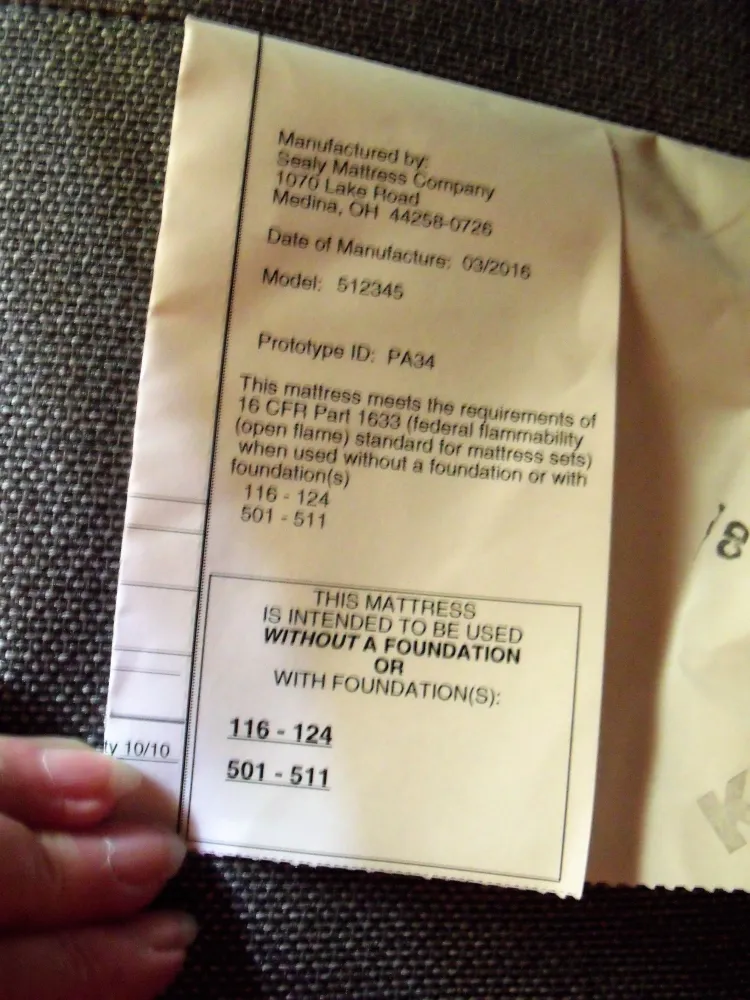 Manufactured by:
Sealy Mattress Company
1070 Lake Road
Medina, OH 44258-0726
Date of Manufacture: 03/2016
Model: 512345
Prototype ID: PA34
This mattress meets the requirements of
16 CFR Part 1633 (federal flammability
(open flame) standard for mattress sets)
when used without a foundation or with
foundation(s)
116 - 124
501 - 511
THIS MATTRESS
IS INTENDED TO BE USED
WITHOUT A FOUNDATION
OR
WITH FOUNDATION(S):
116 - 124
501 - 511
ty 10/10
8
K